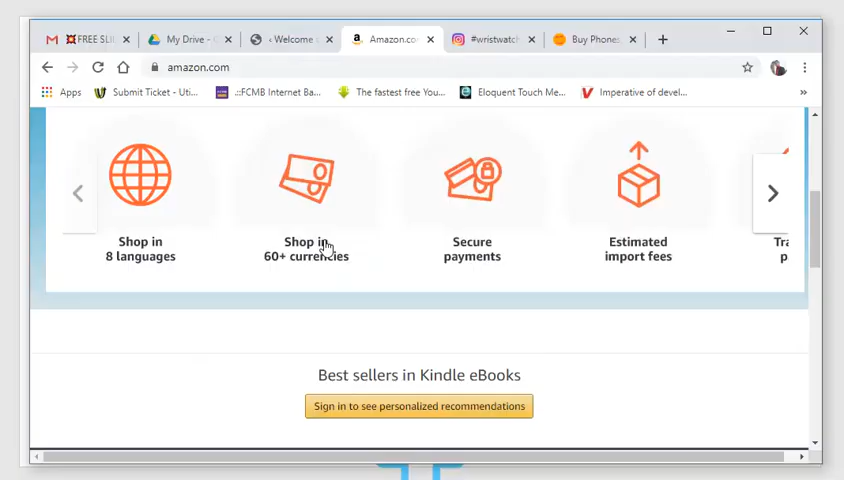 FREE SLI
My Drive - G
‹ Welcome
Amazon.co
#wristwatch
Buy Phones
amazon.com
Apps
Submit Ticket - Uti...
.::FCMB Internet Ba...
The fastest free You...
Eloquent Touch Me...
Imperative of devel...
»
Shop in
8 languages
Shop in
60+ currencies
Secure
payments
Estimated
import fees
Tra
p
Best sellers in Kindle eBooks
Sign in to see personalized recommendations